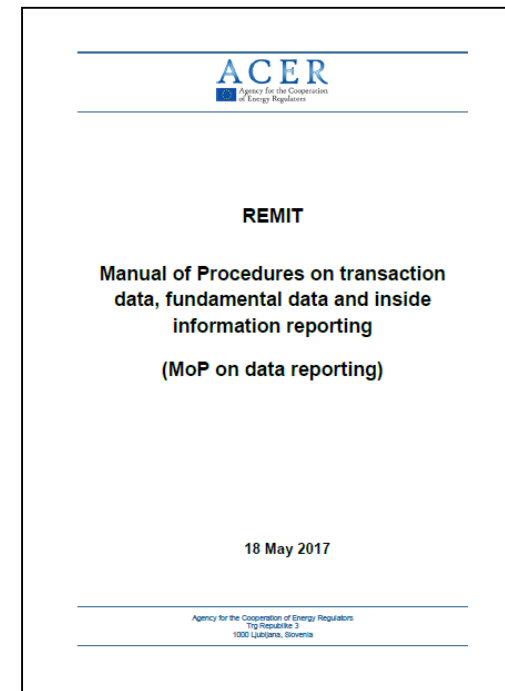 ACER
Agency for the Cooperation
of Energy Regulators
REMIT
Manual of Procedures on transaction
data, fundamental data and inside
information reporting
(MoP on data reporting)
18 May 2017
Agency for the Cooperation of Energy Regulators
Trg Republike 3
1000 Ljubljana, Slovenia